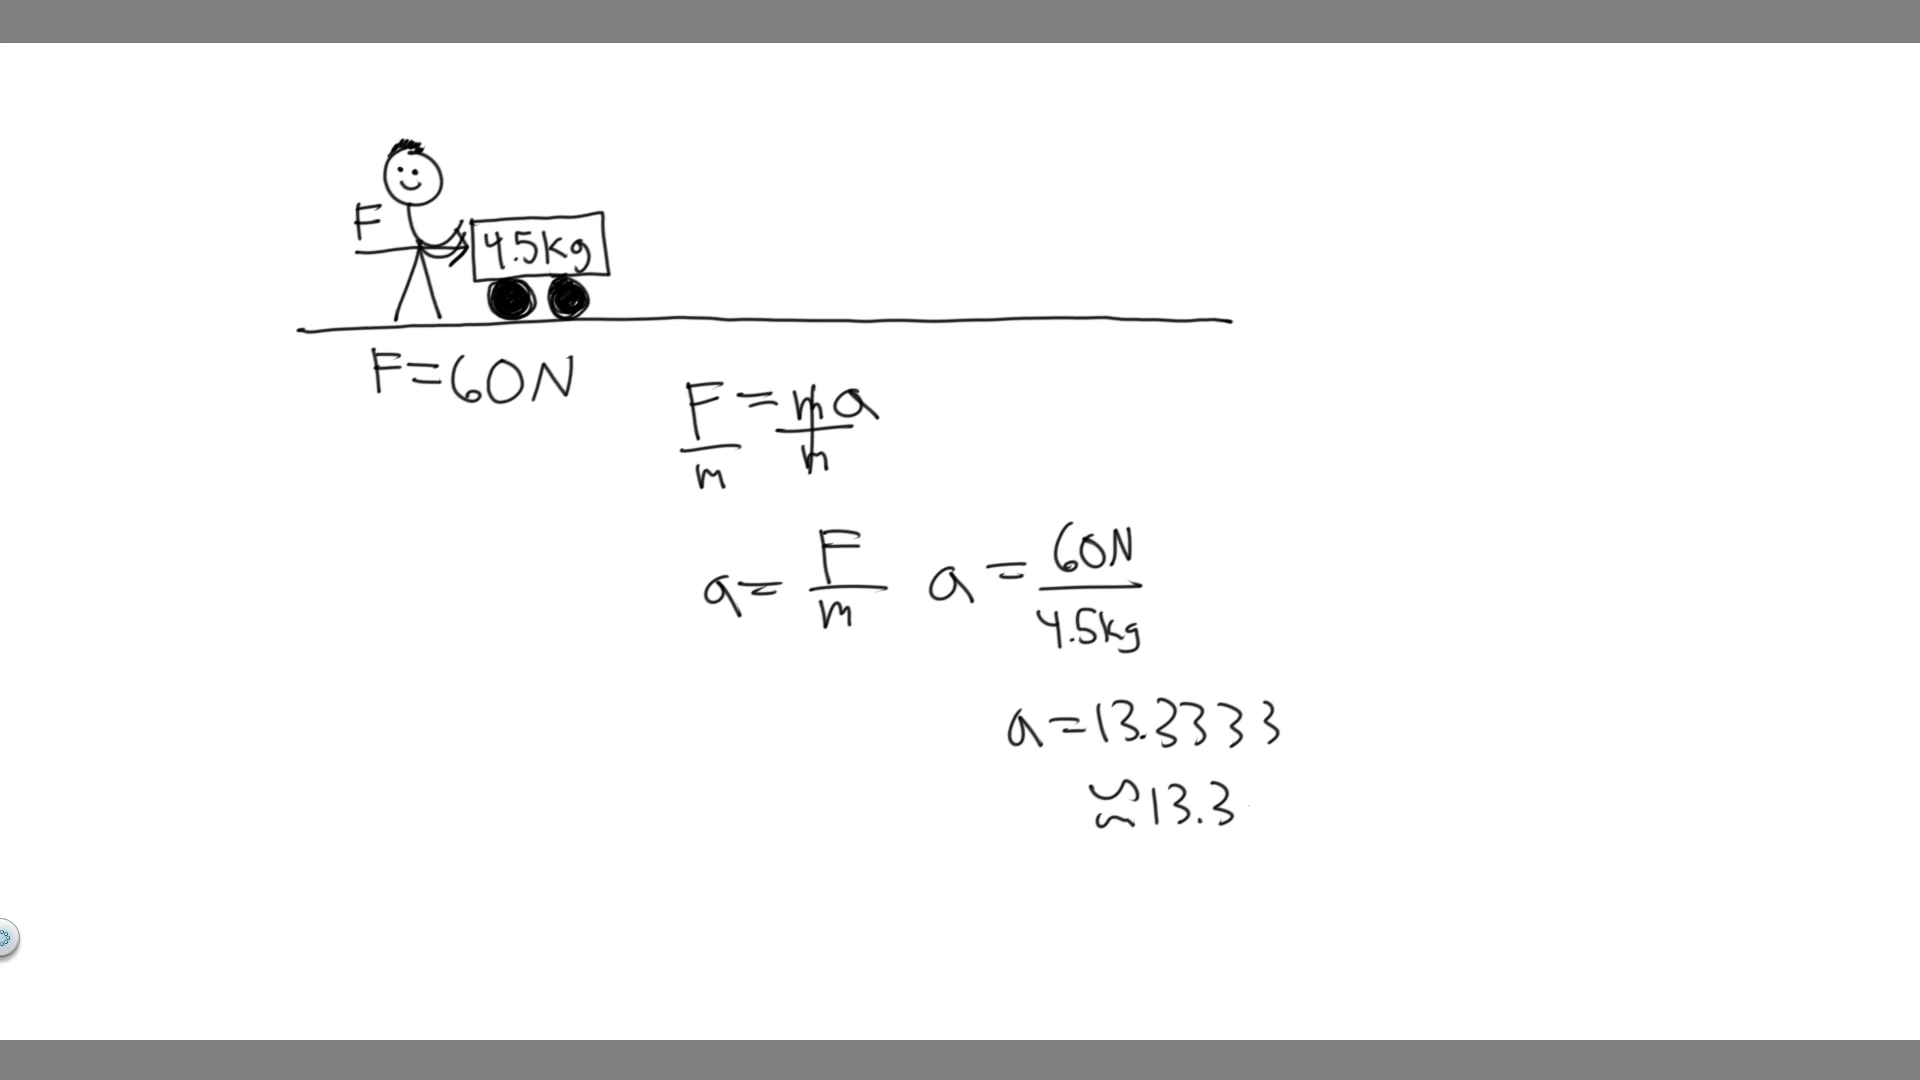 F
4.5kg
F=60N
F = ma
m m
a = F/m a = 60N/4.5kg
a = 13.3333
≈ 13.3